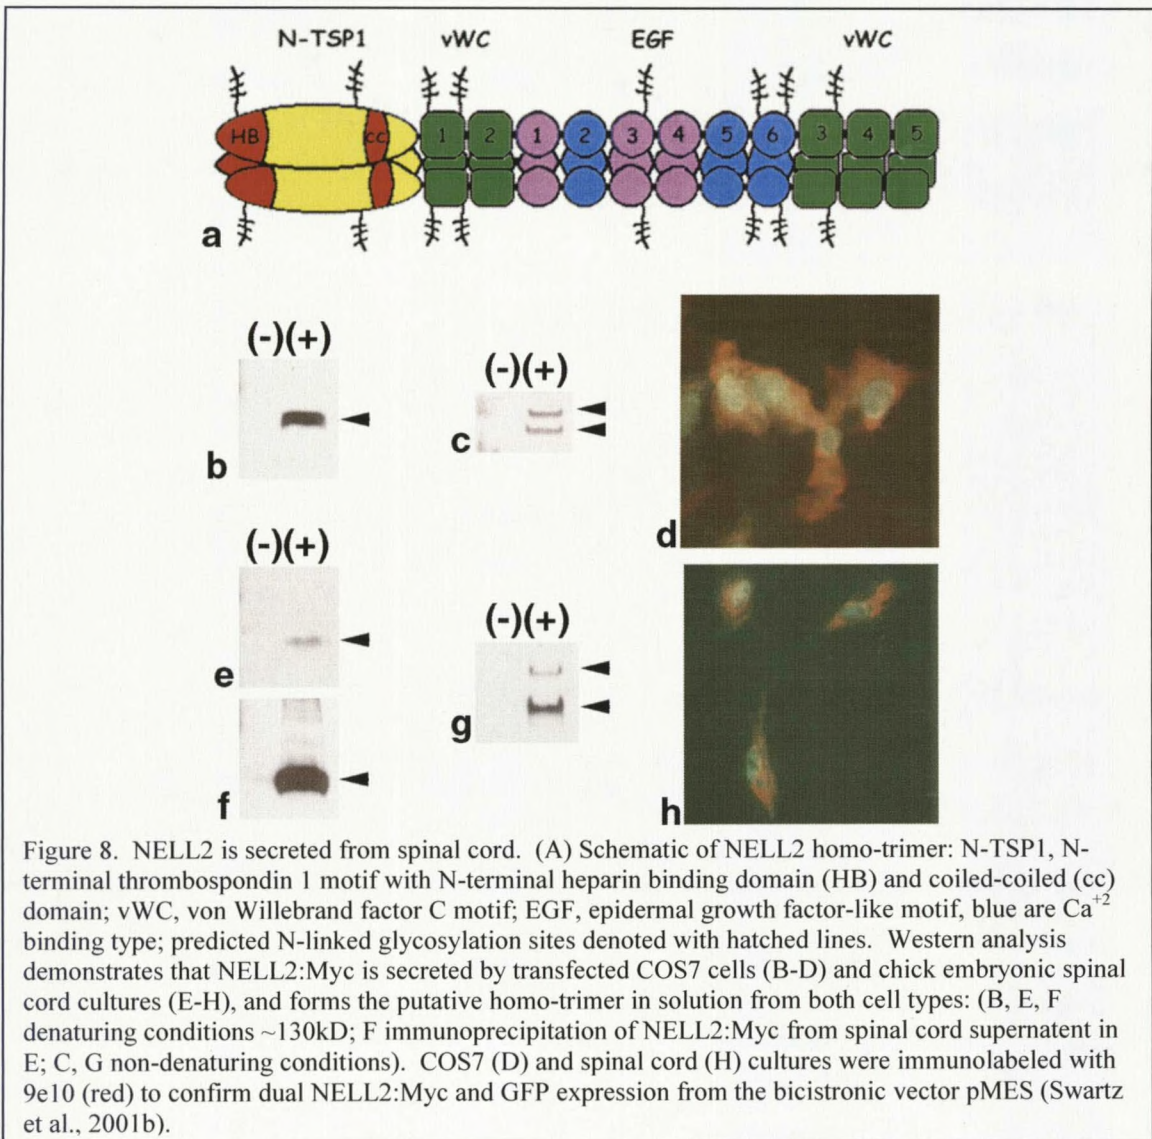 N-TSP1 vWC EGF vWC
HB cc 1 2 1 2 3 4 5 6 3 4 5
a
(-)(+)
b
(-)(+)
c
d
(-)(+)
e
(-)(+)
g
f
h
Figure 8. NELL2 is secreted from spinal cord. (A) Schematic of NELL2 homo-trimer: N-TSP1, N-
terminal thrombospondin 1 motif with N-terminal heparin binding domain (HB) and coiled-coiled (cc)
domain; vWC, von Willebrand factor C motif; EGF, epidermal growth factor-like motif, blue are Ca+2
binding type; predicted N-linked glycosylation sites denoted with hatched lines. Western analysis
demonstrates that NELL2:Myc is secreted by transfected COS7 cells (B-D) and chick embryonic spinal
cord cultures (E-H), and forms the putative homo-trimer in solution from both cell types: (B, E, F
denaturing conditions ~130kD; F immunoprecipitation of NELL2:Myc from spinal cord supernatent in
E; C, G non-denaturing conditions). COS7 (D) and spinal cord (H) cultures were immunolabeled with
9e10 (red) to confirm dual NELL2:Myc and GFP expression from the bicistronic vector pMES (Swartz
et al., 2001b).